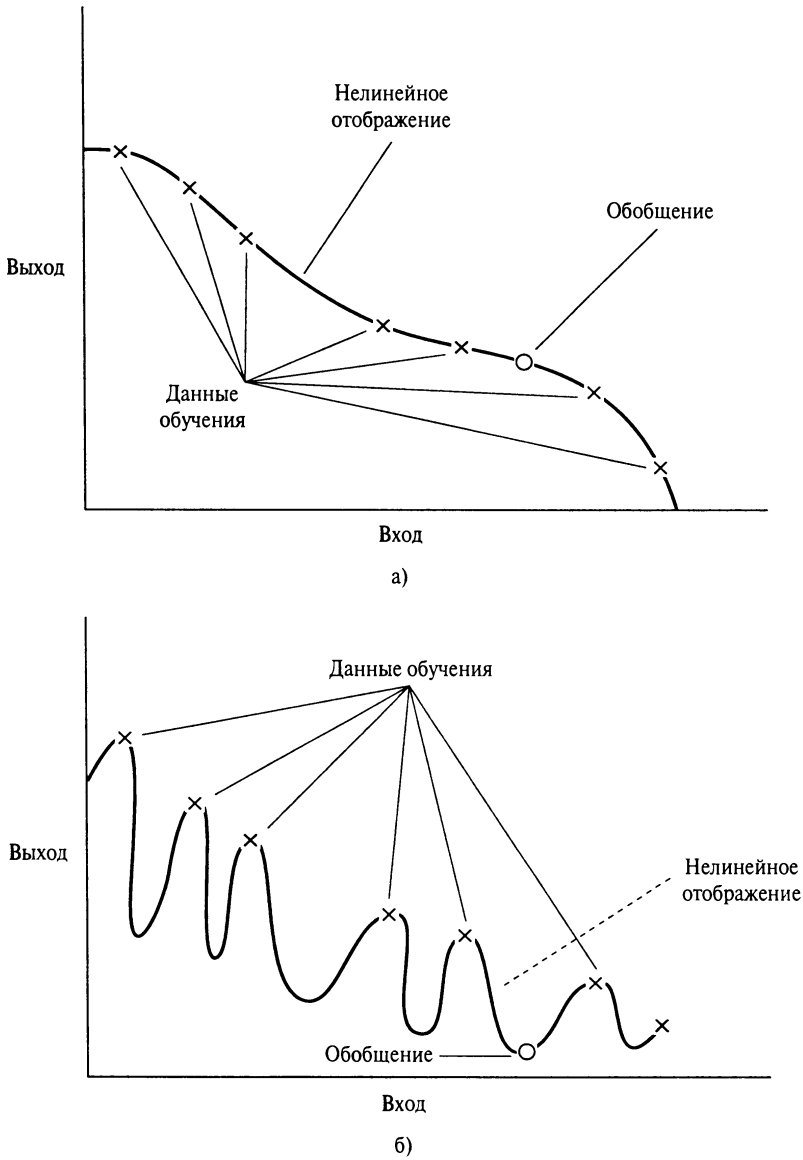 Нелинейное
отображение
Обобщение
Выход
Данные
обучения
Вход
а)
Данные обучения
Выход
Нелинейное
отображение
Обобщение
Вход
б)